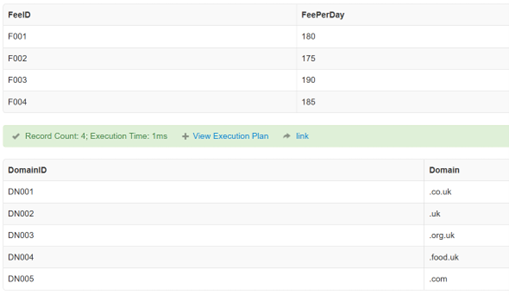 FeeID FeePerDay
F001 180
F002 175
F003 190
F004 185
Record Count: 4; Execution Time: 1ms View Execution Plan link
DomainID Domain
DN001 .co.uk
DN002 .uk
DN003 .org.uk
DN004 .food.uk
DN005 .com